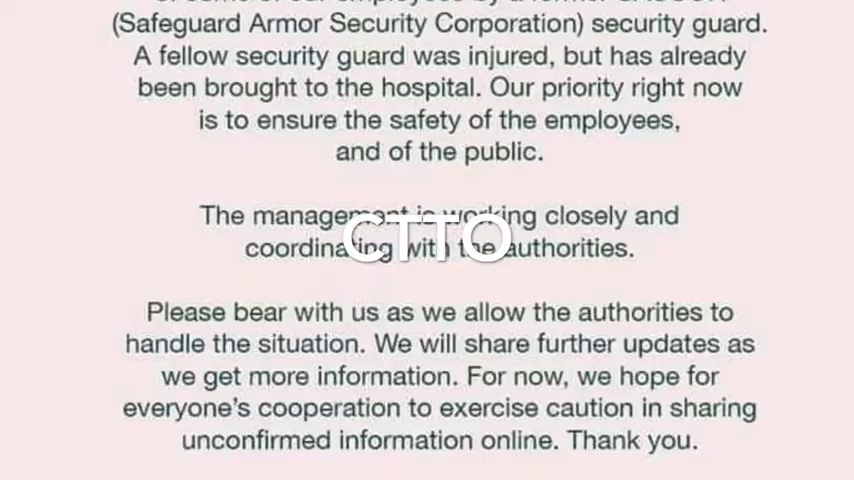 (Safeguard Armor Security Corporation) security guard.
A fellow security guard was injured, but has already
been brought to the hospital. Our priority right now
is to ensure the safety of the employees,
and of the public.
The management is working closely and
coordinating with the authorities.
CTTO
Please bear with us as we allow the authorities to
handle the situation. We will share further updates as
we get more information. For now, we hope for
everyone's cooperation to exercise caution in sharing
unconfirmed information online. Thank you.